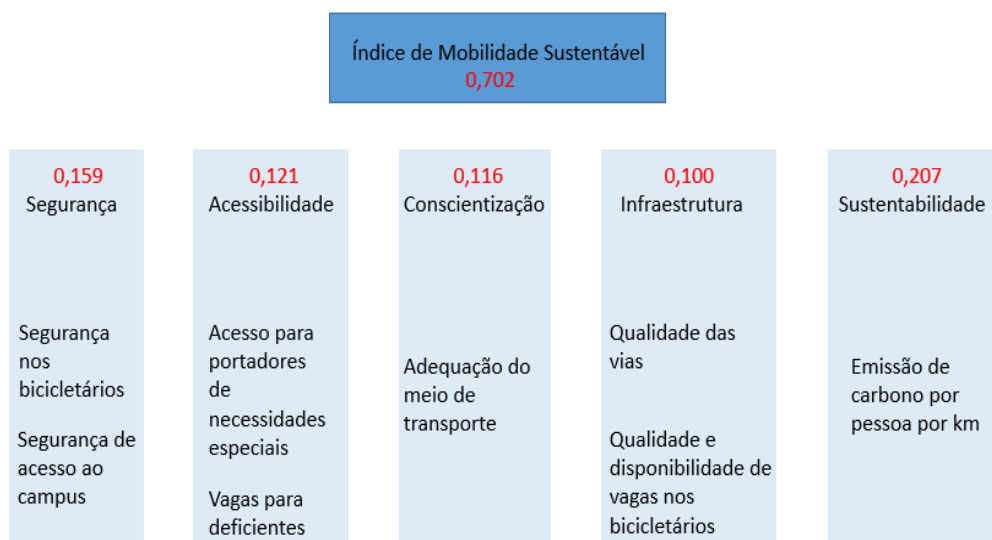 Índice de Mobilidade Sustentável
0,702
0,159
Segurança
Segurança
nos
bicicletários
Segurança de
acesso ao
campus
0,121
Acessibilidade
Acesso para
portadores
de
necessidades
especiais
Vagas para
deficientes
0,116
Conscientização
Adequação do
meio de
transporte
0,100
Infraestrutura
Qualidade das
vias
Qualidade e
disponibilidade de
vagas nos
bicicletários
0,207
Sustentabilidade
Emissão de
carbono por
pessoa por km